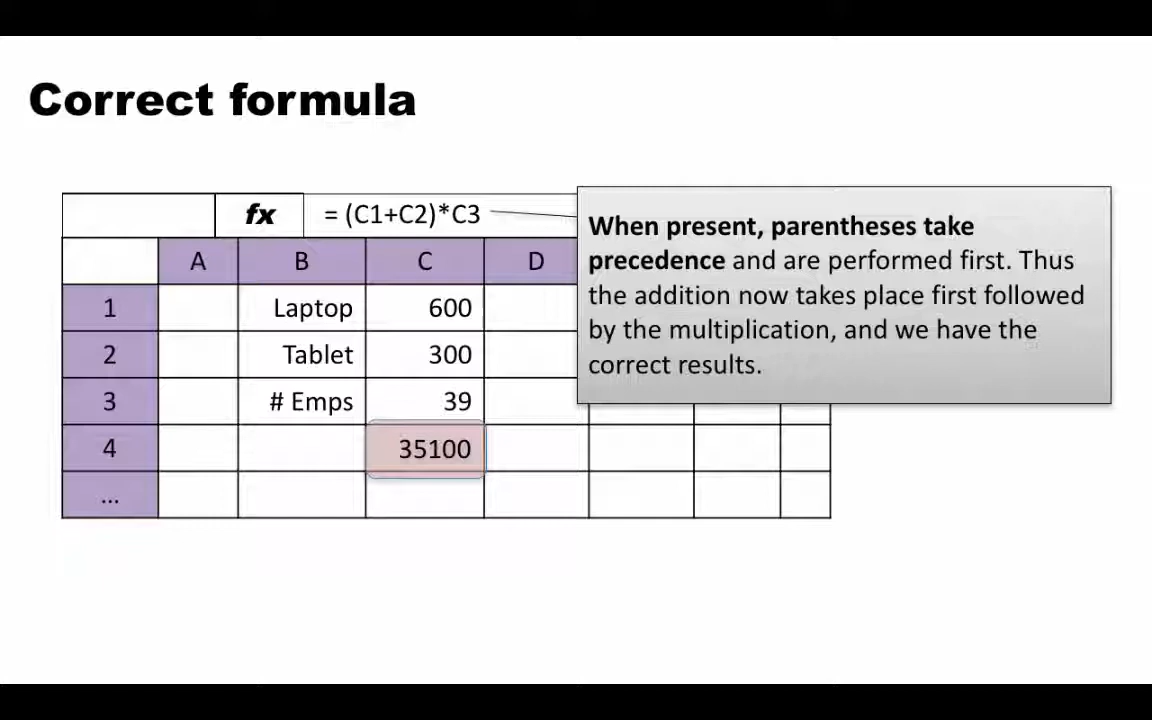 Correct formula
fx = (C1+C2)*C3
When present, parentheses take
precedence and are performed first. Thus
the addition now takes place first followed
by the multiplication, and we have the
correct results.
A B C D
1 Laptop 600
2 Tablet 300
3 # Emps 39
4 35100
...